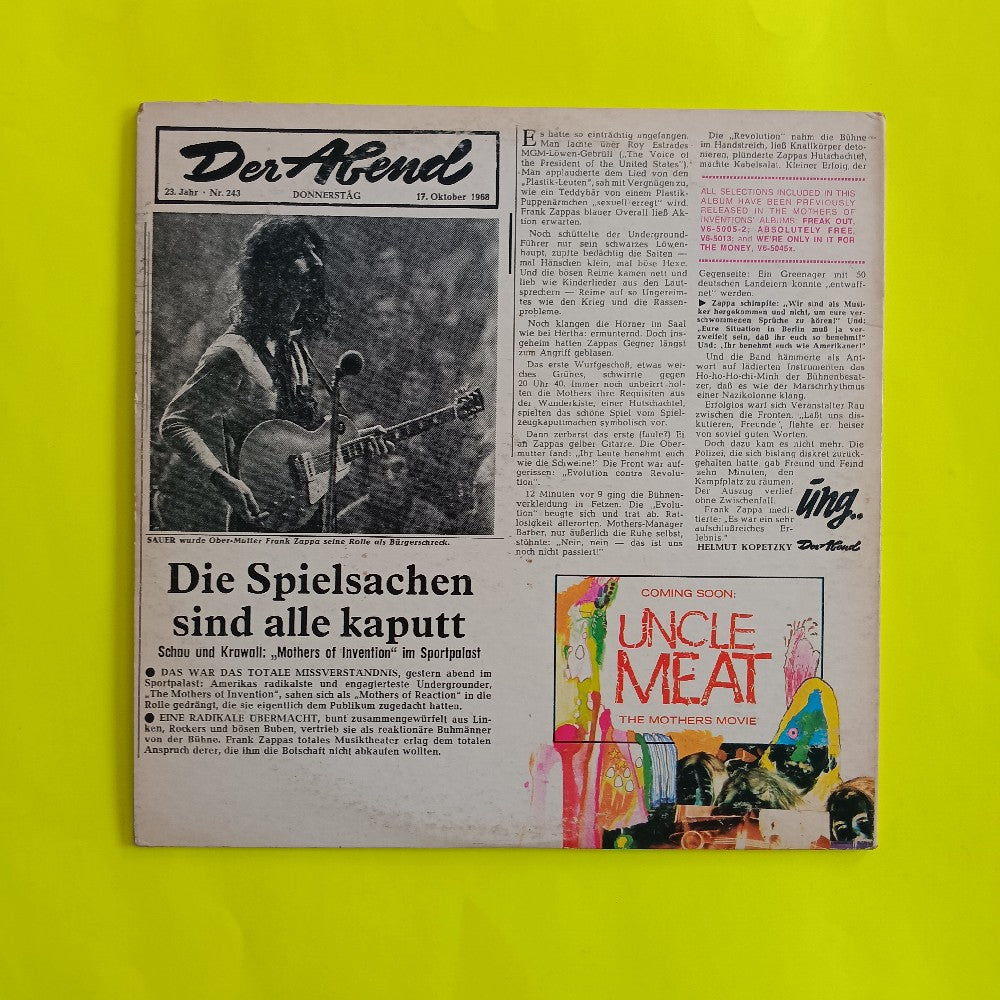 Der Abend
23. Jahr · Nr. 243
DONNERSTAG
17. Oktober 1968
SAUER wurde Ober-Mutter Frank Zappa seine Rolle als Bürgerschreck.
Die Spielsachen
sind alle kaputt
Schau und Krawall: „Mothers of Invention" im Sportpalast
● DAS WAR DAS TOTALE MISSVERSTÄNDNIS, gestern abend im
Sportpalast: Amerikas radikalste und engagierteste Undergrounder,
„The Mothers of Invention", sahen sich als „Mothers of Reaction" in die
Rolle gedrängt, die sie eigentlich dem Publikum zugedacht hatten.
● EINE RADIKALE ÜBERMACHT, bunt zusammengewürfelt aus Lin-
ken, Rockers und bösen Buben, vertrieb sie als reaktionäre Buhmänner
von der Bühne. Frank Zappas totales Musiktheater erlag dem totalen
Anspruch derer, die ihm die Botschaft nicht abkaufen wollten.
Es hatte so einträchtig angefangen.
Man lachte über Roy Estrades
MGM-Löwen-Gebrüll („The Voice of
the President of the United States").
Man applaudierte dem Lied von den
„Plastik-Leuten", sah mit Vergnügen zu,
wie ein Teddybär von einem Plastik-
Puppenärmchen „sexuell erregt" wird.
Frank Zappas blauer Overall ließ Ak-
tion erwarten.
Noch schüttelte der Underground-
Führer nur sein schwarzes Löwen-
haupt, zupfte bedächtig die Saiten —
mal Hänschen klein, mal böse Hexe.
Und die bösen Reime kamen nett und
lieb wie Kinderlieder aus den Laut-
sprechern — Reime auf so Ungereim-
tes wie den Krieg und die Rassen-
probleme.
Noch klangen die Hörner im Saal
wie bei Hertha: ermunternd. Doch ins-
geheim hatten Zappas Gegner längst
zum Angriff geblasen.
Das erste Wurfgeschoß, etwas wei-
ches Grünes, schwirrte gegen
20 Uhr 40. Immer noch unbeirrt hol-
ten die Mothers ihre Requisiten aus
der Wunderkiste, einer Hutschachtel,
spielten das schöne Spiel vom Spiel-
zeugkaputtmachen symbolisch vor.
Dann zerbarst das erste (faule?) Ei
an Zappas gelber Gitarre. Die Ober-
mutter fand: „Ihr Leute benehmt euch
wie die Schweine!" Die Front war auf-
gerissen: „Evolution contra Revolu-
tion".
12 Minuten vor 9 ging die Bühnen-
verkleidung in Fetzen. Die „Evolu-
tion" beugte sich und trat ab. Rat-
losigkeit allerorten. Mothers-Manager
Barber, nur äußerlich die Ruhe selbst,
stöhnte: „Nein, nein — das ist uns
noch nicht passiert!"
Die „Revolution" nahm die Bühne
im Handstreich, ließ Knallkörper deto-
nieren, plünderte Zappas Hutschachtel,
machte Kabelsalat. Kleiner Erfolg, der
ALL SELECTIONS INCLUDED IN THIS
ALBUM HAVE BEEN PREVIOUSLY
RELEASED IN THE MOTHERS OF
INVENTIONS' ALBUMS: FREAK OUT,
V6-5005-2; ABSOLUTELY FREE,
V6-5013; and WE'RE ONLY IN IT FOR
THE MONEY, V6-5045x.
Gegenseite: Ein Greenager mit 50
deutschen Landeiern konnte „entwaff-
net" werden.
▶ Zappa schimpfte: „Wir sind als Musi-
ker hergekommen und nicht, um eure ver-
schwommenen Sprüche zu hören!" Und:
„Eure Situation in Berlin muß ja ver-
zweifelt sein, daß ihr euch so benehmt!"
Und: „Ihr benehmt euch wie Amerikaner!"
Und die Band hämmerte als Ant-
wort auf lädierten Instrumenten das
Ho-ho-Ho-chi-Minh der Bühnenbesat-
zer, daß es wie der Marschrhythmus
einer Nazikolonne klang.
Erfolglos warf sich Veranstalter Rau
zwischen die Fronten. „Laßt uns dis-
kutieren, Freunde", flehte er heiser
von soviel guten Worten.
Doch dazu kam es nicht mehr. Die
Polizei, die sich bislang diskret zurück-
gehalten hatte, gab Freund und Feind
zehn Minuten, den
Kampfplatz zu räumen.
Der Auszug verlief
ohne Zwischenfall.
Frank Zappa medi-
tierte: „Es war ein sehr
aufschlußreiches Er-
lebnis."
HELMUT KOPETZKY
üng..
Der Abend
COMING SOON:
UNCLE
MEAT
THE MOTHERS MOVIE